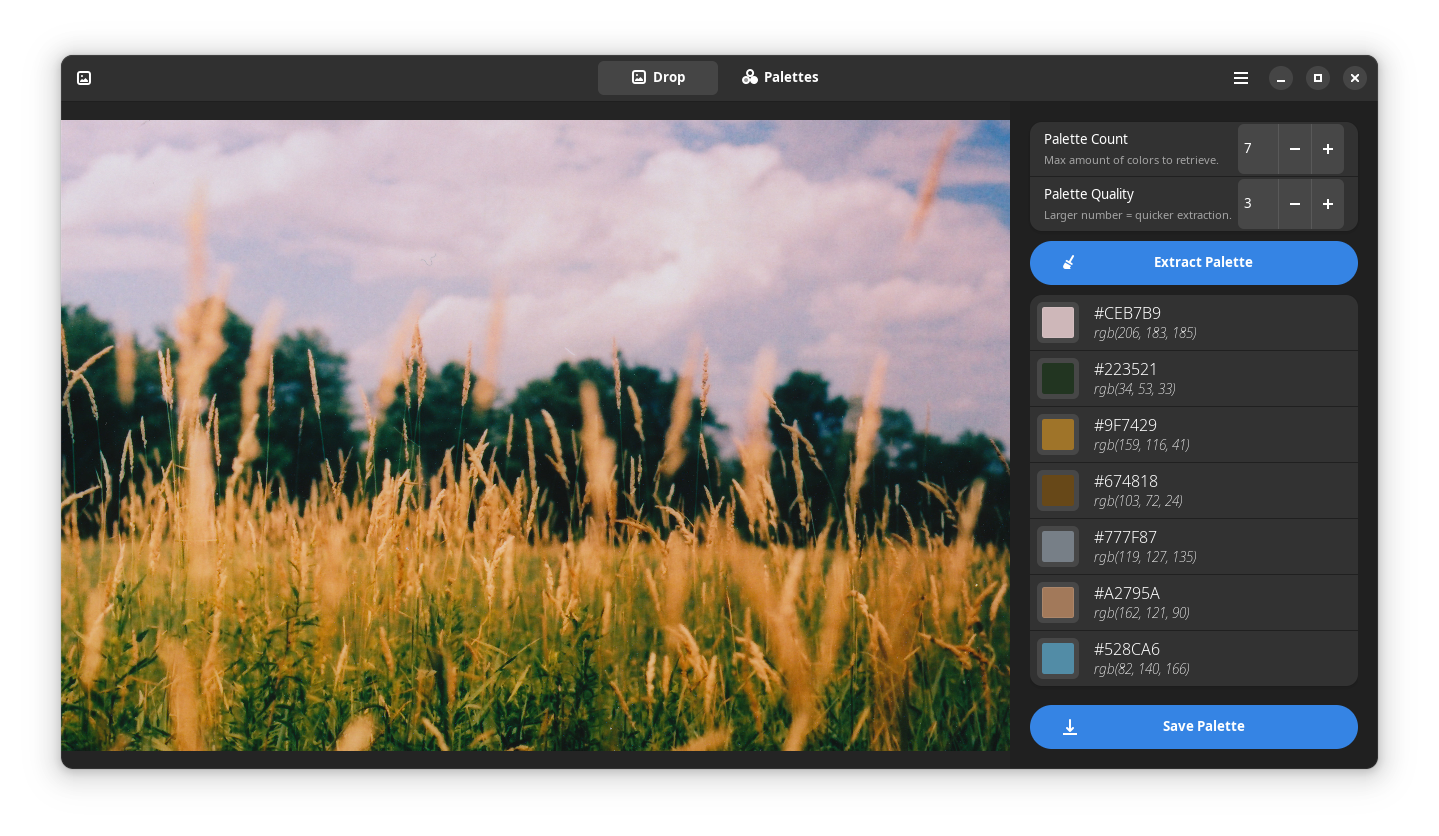 Drop
Palettes
Palette Count
Max amount of colors to retrieve.
7
Palette Quality
Larger number = quicker extraction.
3
Extract Palette
#CEB7B9
rgb(206, 183, 185)
#223521
rgb(34, 53, 33)
#9F7429
rgb(159, 116, 41)
#674818
rgb(103, 72, 24)
#777F87
rgb(119, 127, 135)
#A2795A
rgb(162, 121, 90)
#528CA6
rgb(82, 140, 166)
Save Palette